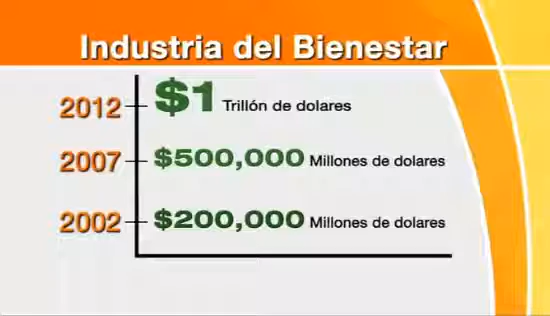 Industria del Bienestar
2012 $1 Trillón de dolares
2007 $500,000 Millones de dolares
2002 $200,000 Millones de dolares